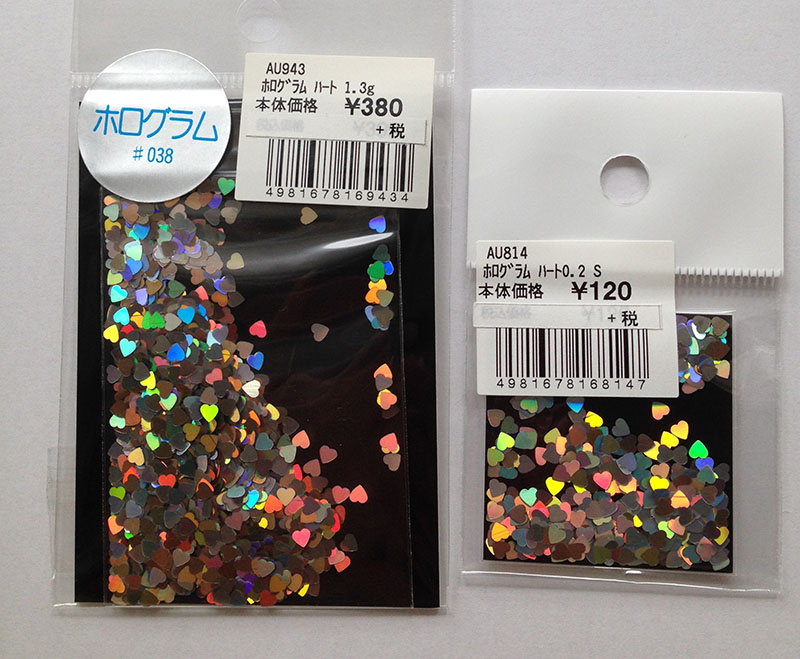 ホログラム
#038
AU943
ﾎﾛｸﾞﾗﾑ ﾊｰﾄ 1.3g
本体価格 ¥380
+税
4981678169434
AU814
ﾎﾛｸﾞﾗﾑ ﾊｰﾄ0.2 S
本体価格 ¥120
+税
4981678168147